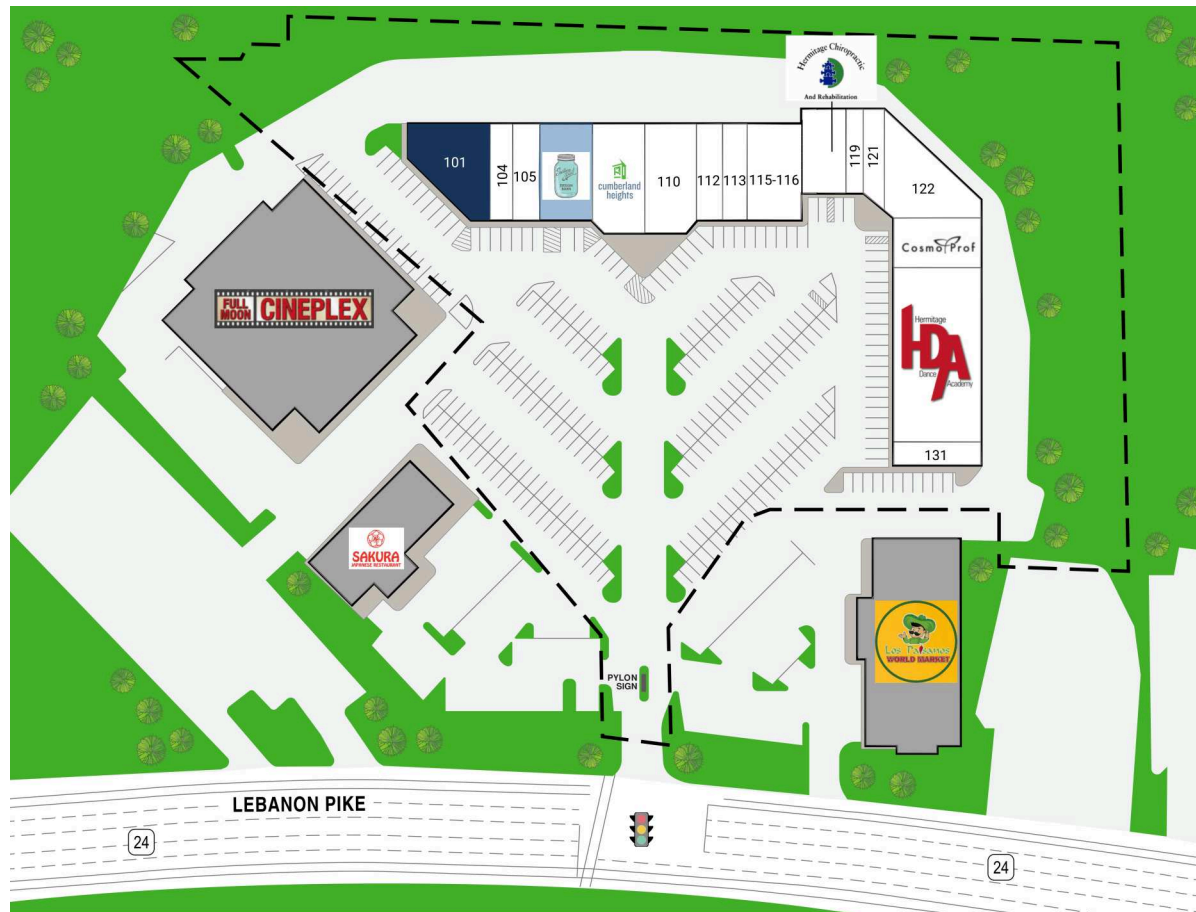 Hermitage Chiropractic
And Rehabilitation
101
104
105
cumberland
heights
110
112
113
115-116
119
121
122
CosmoProf
FULL
MOON
CINEPLEX
Hermitage
HDA
Dance
Academy
131
SAKURA
JAPANESE RESTAURANT
Los Paisanos
WORLD MARKET
PYLON
SIGN
LEBANON PIKE
24
24